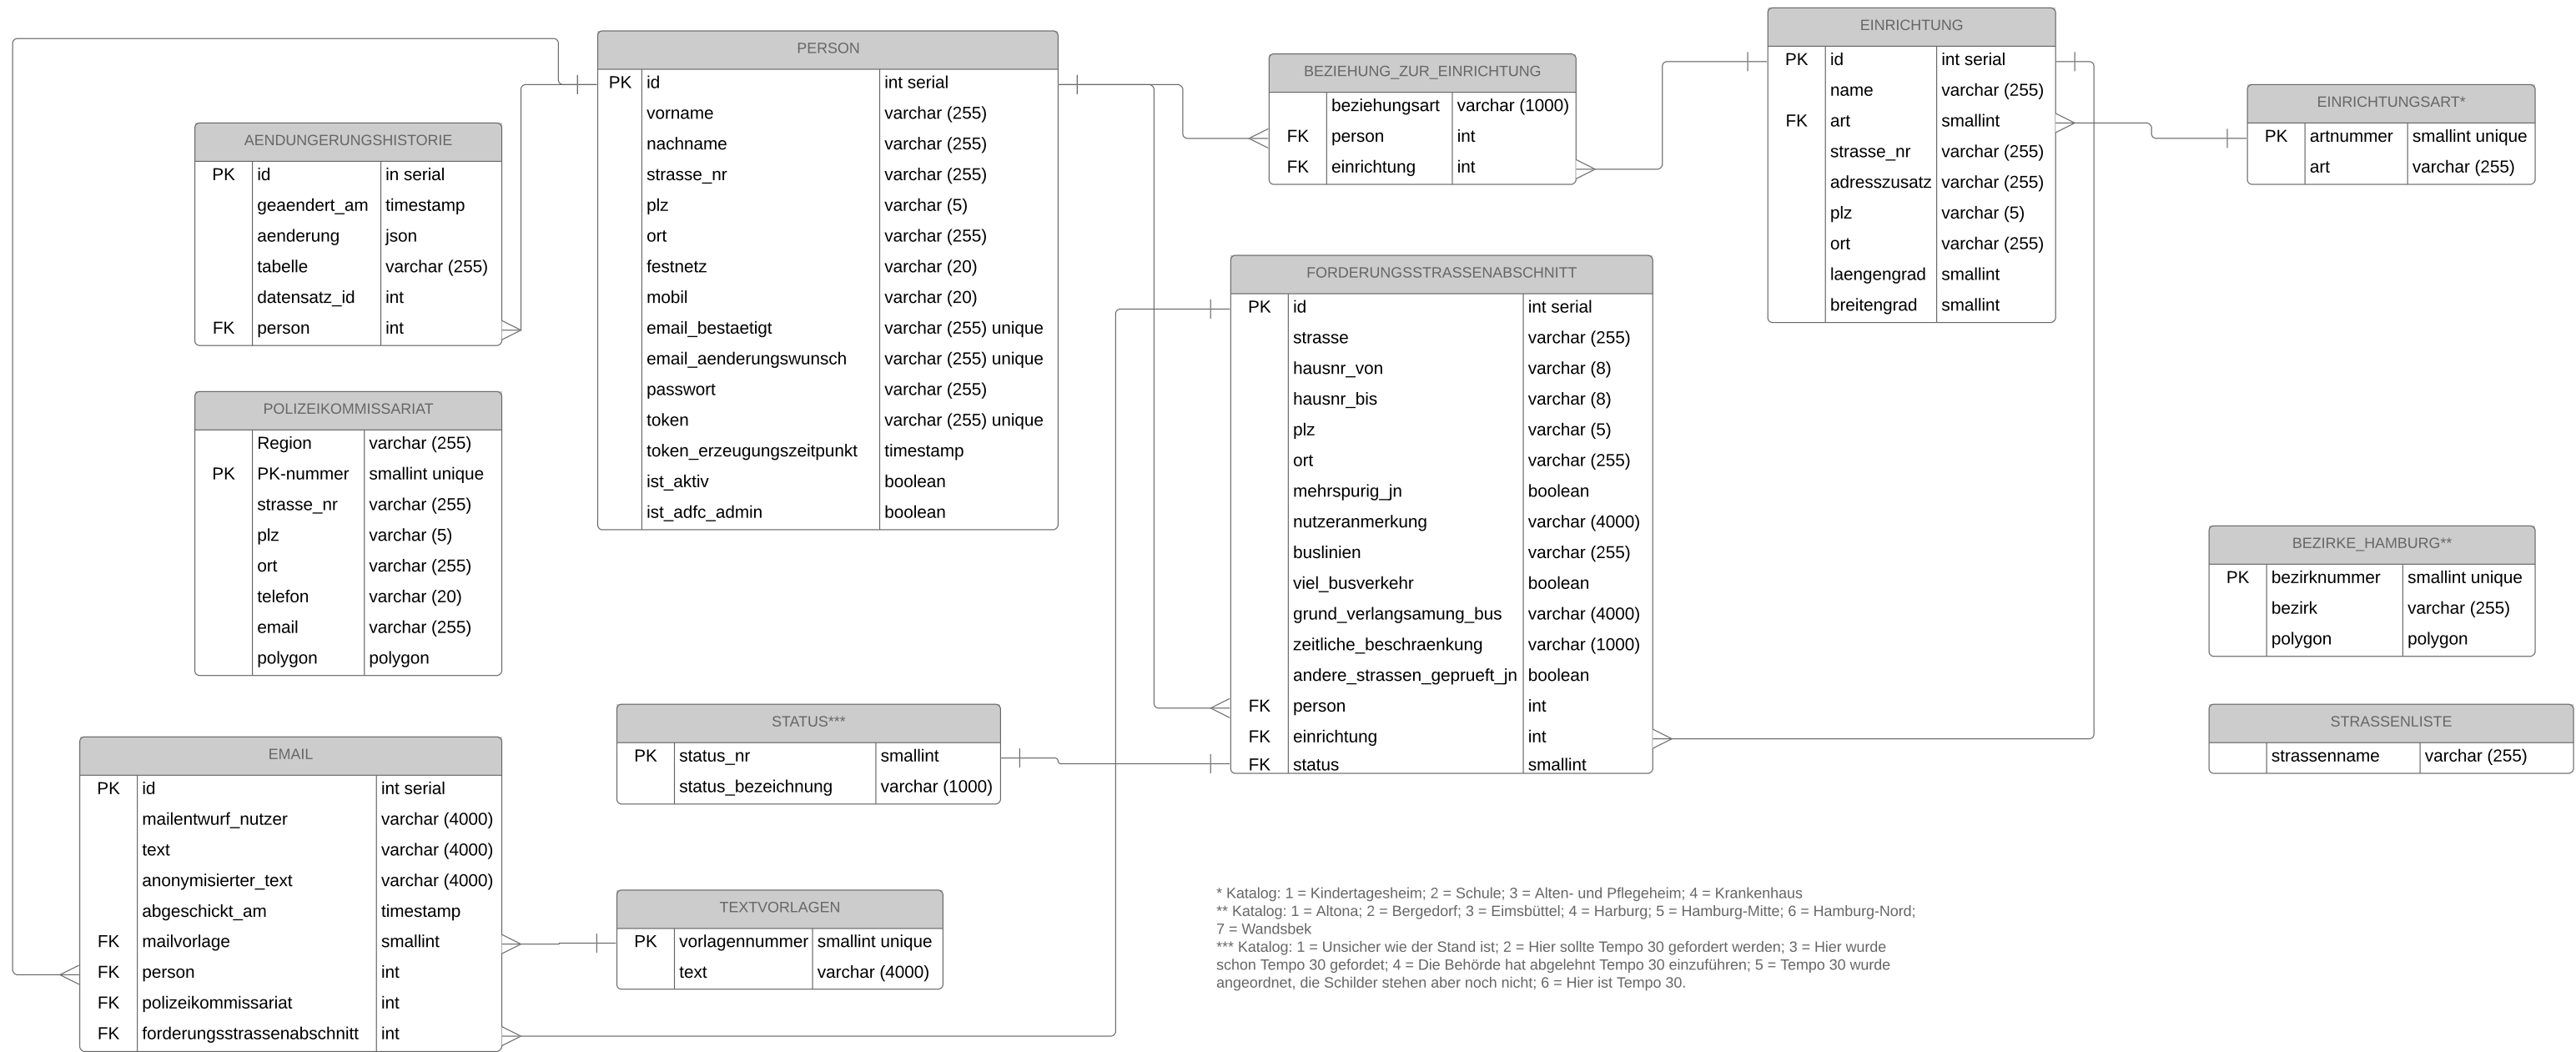 PERSON
PK id int serial
vorname varchar (255)
nachname varchar (255)
strasse_nr varchar (255)
plz varchar (5)
ort varchar (255)
festnetz varchar (20)
mobil varchar (20)
email_bestaetigt varchar (255) unique
email_aenderungswunsch varchar (255) unique
passwort varchar (255)
token varchar (255) unique
token_erzeugungszeitpunkt timestamp
ist_aktiv boolean
ist_adfc_admin boolean
BEZIEHUNG_ZUR_EINRICHTUNG
beziehungsart varchar (1000)
FK person int
FK einrichtung int
EINRICHTUNG
PK id int serial
name varchar (255)
FK art smallint
strasse_nr varchar (255)
adresszusatz varchar (255)
plz varchar (5)
ort varchar (255)
laengengrad smallint
breitengrad smallint
EINRICHTUNGSART*
PK artnummer smallint unique
art varchar (255)
AENDUNGERUNGSHISTORIE
PK id in serial
geaendert_am timestamp
aenderung json
tabelle varchar (255)
datensatz_id int
FK person int
FORDERUNGSSTRASSENABSCHNITT
PK id int serial
strasse varchar (255)
hausnr_von varchar (8)
hausnr_bis varchar (8)
plz varchar (5)
ort varchar (255)
mehrspurig_jn boolean
nutzeranmerkung varchar (4000)
buslinien varchar (255)
viel_busverkehr boolean
grund_verlangsamung_bus varchar (4000)
zeitliche_beschraenkung varchar (1000)
andere_strassen_geprueft_jn boolean
FK person int
FK einrichtung int
FK status smallint
POLIZEIKOMMISSARIAT
Region varchar (255)
PK PK-nummer smallint unique
strasse_nr varchar (255)
plz varchar (5)
ort varchar (255)
telefon varchar (20)
email varchar (255)
polygon polygon
BEZIRKE_HAMBURG**
PK bezirknummer smallint unique
bezirk varchar (255)
polygon polygon
STATUS***
PK status_nr smallint
status_bezeichnung varchar (1000)
STRASSENLISTE
strassenname varchar (255)
EMAIL
PK id int serial
mailentwurf_nutzer varchar (4000)
text varchar (4000)
anonymisierter_text varchar (4000)
abgeschickt_am timestamp
FK mailvorlage smallint
FK person int
FK polizeikommissariat int
FK forderungsstrassenabschnitt int
TEXTVORLAGEN
PK vorlagennummer smallint unique
text varchar (4000)
* Katalog: 1 = Kindertagesheim; 2 = Schule; 3 = Alten- und Pflegeheim; 4 = Krankenhaus
** Katalog: 1 = Altona; 2 = Bergedorf; 3 = Eimsbüttel; 4 = Harburg; 5 = Hamburg-Mitte; 6 = Hamburg-Nord;
7 = Wandsbek
*** Katalog: 1 = Unsicher wie der Stand ist; 2 = Hier sollte Tempo 30 gefordert werden; 3 = Hier wurde
schon Tempo 30 gefordet; 4 = Die Behörde hat abgelehnt Tempo 30 einzuführen; 5 = Tempo 30 wurde
angeordnet, die Schilder stehen aber noch nicht; 6 = Hier ist Tempo 30.